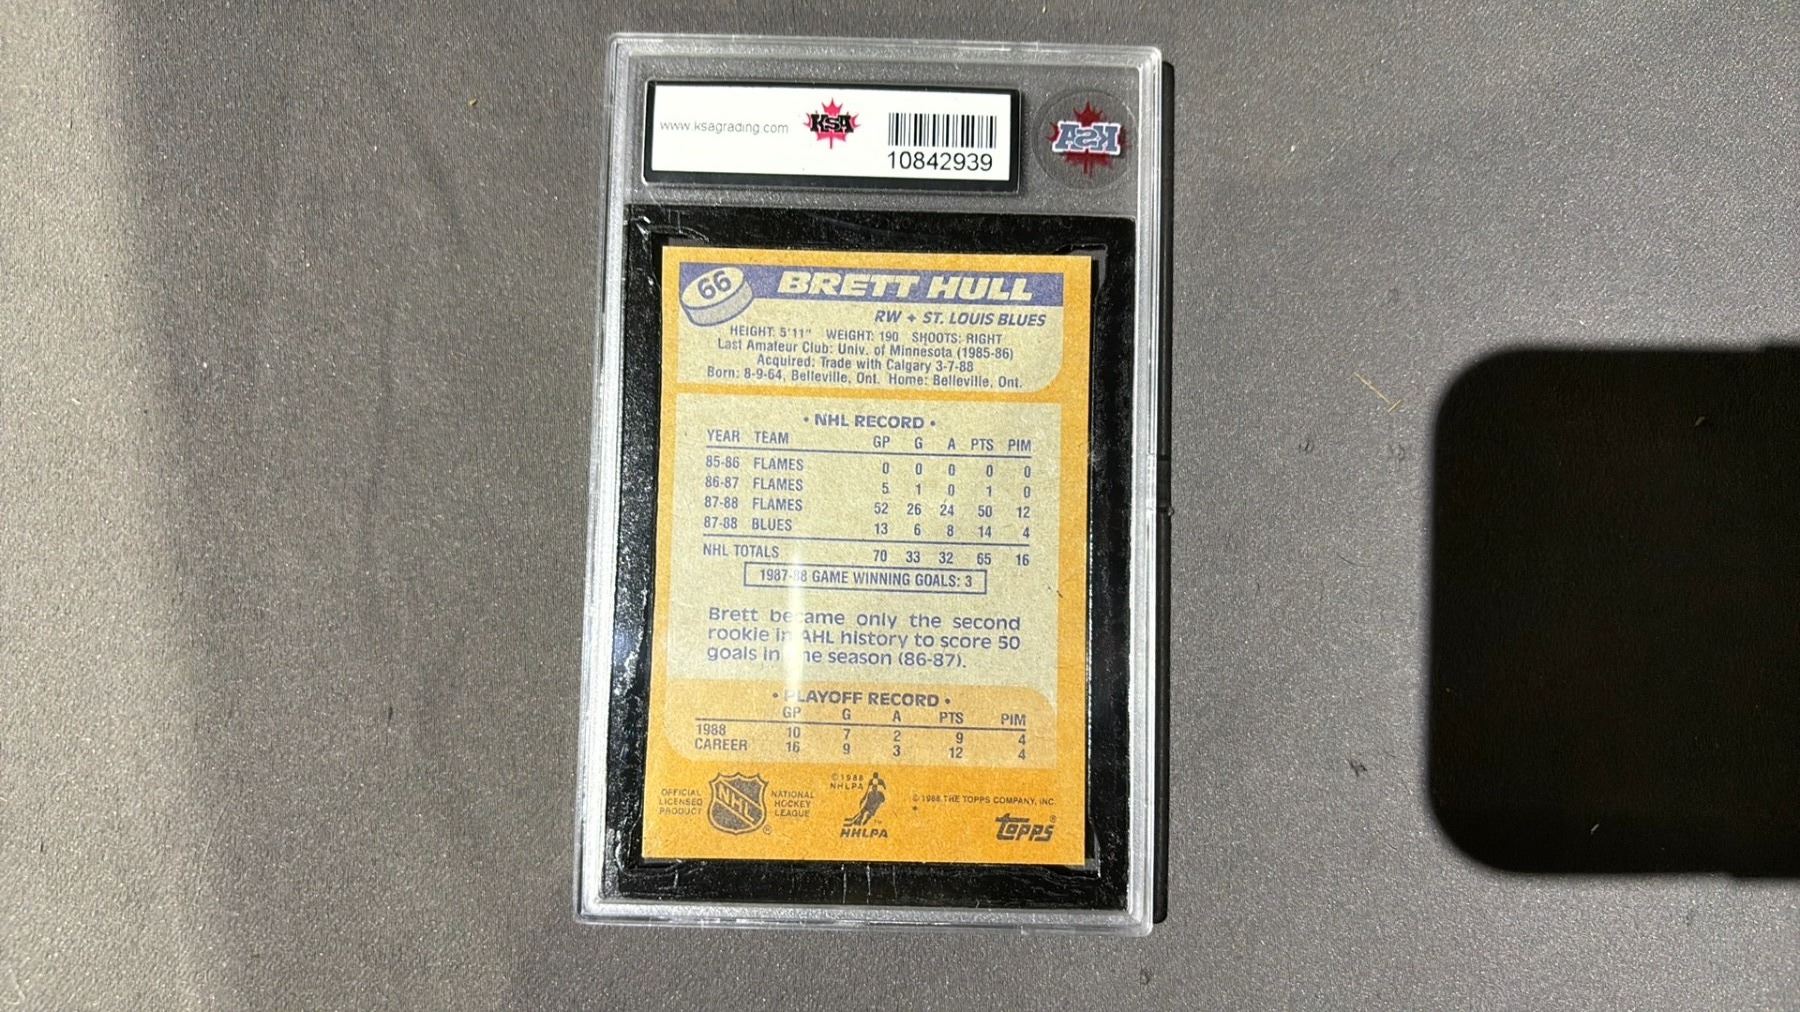 www.ksagrading.com
KSA
10842939
KSA
66
BRETT HULL
RW + ST. LOUIS BLUES
HEIGHT: 5'11" WEIGHT: 190 SHOOTS: RIGHT
Last Amateur Club: Univ. of Minnesota (1985-86)
Acquired: Trade with Calgary 3-7-88
Born: 8-9-64, Belleville, Ont. Home: Belleville, Ont.
• NHL RECORD •
YEAR TEAM GP G A PTS PIM
85-86 FLAMES 0 0 0 0 0
86-87 FLAMES 5 1 0 1 0
87-88 FLAMES 52 26 24 50 12
87-88 BLUES 13 6 8 14 4
NHL TOTALS 70 33 32 65 16
1987-88 GAME WINNING GOALS: 3
Brett became only the second
rookie in AHL history to score 50
goals in one season (86-87).
• PLAYOFF RECORD •
GP G A PTS PIM
1988 10 7 2 9 4
CAREER 16 9 3 12 4
OFFICIAL
LICENSED
PRODUCT
NHL
®
NATIONAL
HOCKEY
LEAGUE
©1988
NHLPA
NHLPA
™
© 1988 THE TOPPS COMPANY, INC.
*
topps®